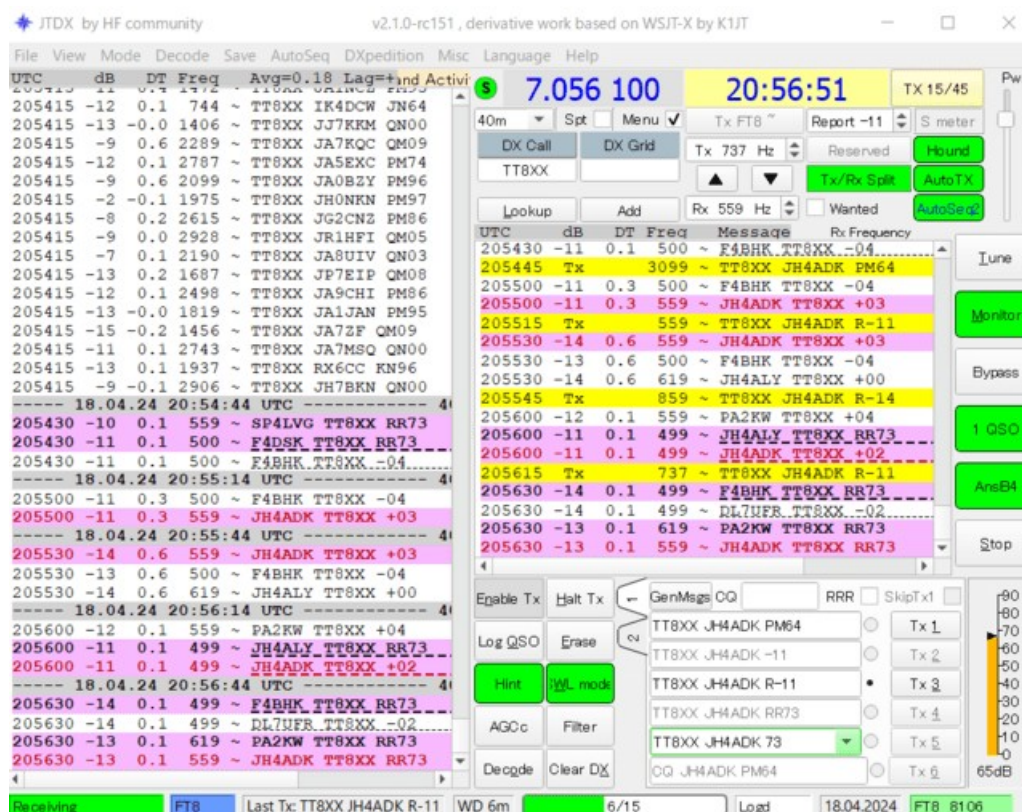 JTDX by HF community v2.1.0-rc151 , derivative work based on WSJT-X by K1JT
File View Mode Decode Save AutoSeq DXpedition Misc Language Help
UTC dB DT Freq Avg=0.18 Lag=+
205415 -12 0.1 744 ~ TT8XX IK4DCW JN64
205415 -13 -0.0 1406 ~ TT8XX JJ7KKM QN00
205415 -9 0.6 2289 ~ TT8XX JA7KQC QM09
205415 -12 0.1 2787 ~ TT8XX JA5EXC PM74
205415 -9 0.6 2099 ~ TT8XX JA0BZY PM96
205415 -2 -0.1 1975 ~ TT8XX JH0NKN PM97
205415 -8 0.2 2615 ~ TT8XX JG2CNZ PM86
205415 -9 0.0 2928 ~ TT8XX JR1HFI QM05
205415 -7 0.1 2190 ~ TT8XX JA8UIV QN03
205415 -13 0.2 1687 ~ TT8XX JP7EIP QM08
205415 -12 0.1 2498 ~ TT8XX JA9CHI PM86
205415 -13 -0.0 1819 ~ TT8XX JA1JAN PM95
205415 -15 -0.2 1456 ~ TT8XX JA7ZF QM09
205415 -11 0.1 2743 ~ TT8XX JA7MSQ QN00
205415 -13 0.1 1937 ~ TT8XX RX6CC KN96
205415 -9 -0.1 2906 ~ TT8XX JH7BKN QN00
----- 18.04.24 20:54:44 UTC ------------
205430 -10 0.1 559 ~ SP4LVG TT8XX RR73
205430 -11 0.1 500 ~ F4DSK TT8XX RR73
205430 -11 0.1 500 ~ F4BHK TT8XX -04
----- 18.04.24 20:55:14 UTC ------------
205500 -11 0.3 500 ~ F4BHK TT8XX -04
205500 -11 0.3 559 ~ JH4ADK TT8XX +03
----- 18.04.24 20:55:44 UTC ------------
205530 -14 0.6 559 ~ JH4ADK TT8XX +03
205530 -13 0.6 500 ~ F4BHK TT8XX -04
205530 -14 0.6 619 ~ JH4ALY TT8XX +00
----- 18.04.24 20:56:14 UTC ------------
205600 -12 0.1 559 ~ PA2KW TT8XX +04
205600 -11 0.1 499 ~ JH4ALY TT8XX RR73
205600 -11 0.1 499 ~ JH4ADK TT8XX +02
----- 18.04.24 20:56:44 UTC ------------
205630 -14 0.1 499 ~ F4BHK TT8XX RR73
205630 -14 0.1 499 ~ DL7UFR TT8XX -02
205630 -13 0.1 619 ~ PA2KW TT8XX RR73
205630 -13 0.1 559 ~ JH4ADK TT8XX RR73
S 7.056 100 20:56:51 TX 15/45 Pw
40m Spt Menu Tx FT8 ~ Report -11 S meter
DX Call DX Grid Tx 737 Hz Reserved Hound
TT8XX Tx/Rx Split AutoTX
Lookup Add Rx 559 Hz Wanted AutoSeq2
UTC dB DT Freq Message Rx Frequency
205430 -11 0.1 500 ~ F4BHK TT8XX -04
205445 Tx 3099 ~ TT8XX JH4ADK PM64
205500 -11 0.3 500 ~ F4BHK TT8XX -04
205500 -11 0.3 559 ~ JH4ADK TT8XX +03
205515 Tx 559 ~ TT8XX JH4ADK R-11
205530 -14 0.6 559 ~ JH4ADK TT8XX +03
205530 -13 0.6 500 ~ F4BHK TT8XX -04
205530 -14 0.6 619 ~ JH4ALY TT8XX +00
205545 Tx 859 ~ TT8XX JH4ADK R-14
205600 -12 0.1 559 ~ PA2KW TT8XX +04
205600 -11 0.1 499 ~ JH4ALY TT8XX RR73
205600 -11 0.1 499 ~ JH4ADK TT8XX +02
205615 Tx 737 ~ TT8XX JH4ADK R-11
205630 -14 0.1 499 ~ F4BHK TT8XX RR73
205630 -14 0.1 499 ~ DL7UFR TT8XX -02
205630 -13 0.1 619 ~ PA2KW TT8XX RR73
205630 -13 0.1 559 ~ JH4ADK TT8XX RR73
Tune
Monitor
Bypass
1 QSO
AnsB4
Stop
Enable Tx Halt Tx 1 GenMsgs CQ RRR SkipTx1
TT8XX JH4ADK PM64 Tx 1
Log QSO Erase 2 TT8XX JH4ADK -11 Tx 2
Hint SWL mode TT8XX JH4ADK R-11 Tx 3
TT8XX JH4ADK RR73 Tx 4
AGCc Filter TT8XX JH4ADK 73 Tx 5
Decode Clear DX CQ JH4ADK PM64 Tx 6
90
80
70
60
50
40
30
20
10
0
65dB
Receiving FT8 Last Tx: TT8XX JH4ADK R-11 WD 6m 6/15 Logd 18.04.2024 FT8 8106